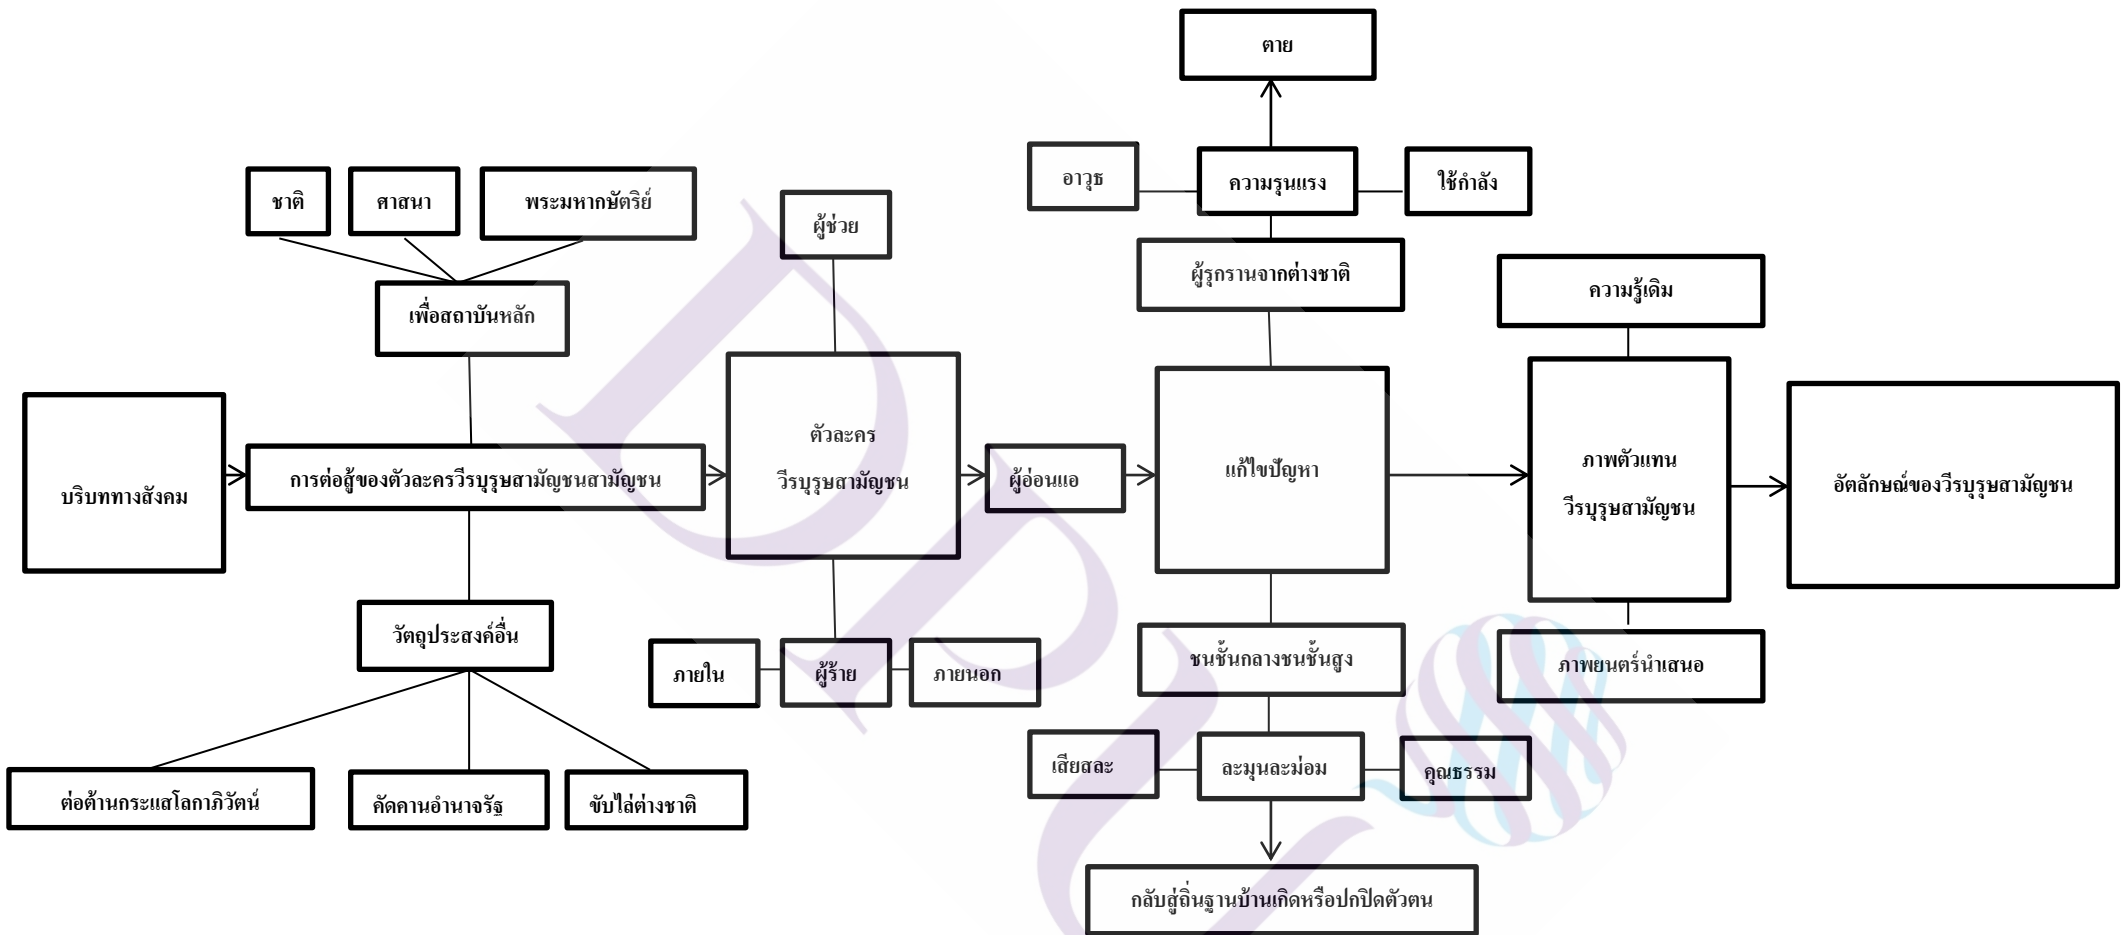 ตาย
อาวุธ
ความรุนแรง
ใช้กำลัง
ชาติ
ศาสนา
พระมหากษัตริย์
ผู้ช่วย
ผู้รุกรานจากต่างชาติ
ความรู้เดิม
เพื่อสถาบันหลัก
บริบททางสังคม
การต่อสู้ของตัวละครวีรบุรุษสามัญชนสามัญชน
ตัวละคร
วีรบุรุษสามัญชน
ผู้อ่อนแอ
แก้ไขปัญหา
ภาพตัวแทน
วีรบุรุษสามัญชน
อัตลักษณ์ของวีรบุรุษสามัญชน
วัตถุประสงค์อื่น
ภายใน
ผู้ร้าย
ภายนอก
ชนชั้นกลางชนชั้นสูง
ภาพยนตร์นำเสนอ
เสียสละ
ละมุนละม่อม
คุณธรรม
ต่อต้านกระแสโลกาภิวัตน์
คัดคานอำนาจรัฐ
ขับไล่ต่างชาติ
กลับสู่ถิ่นฐานบ้านเกิดหรือปกปิดตัวตน
DPU